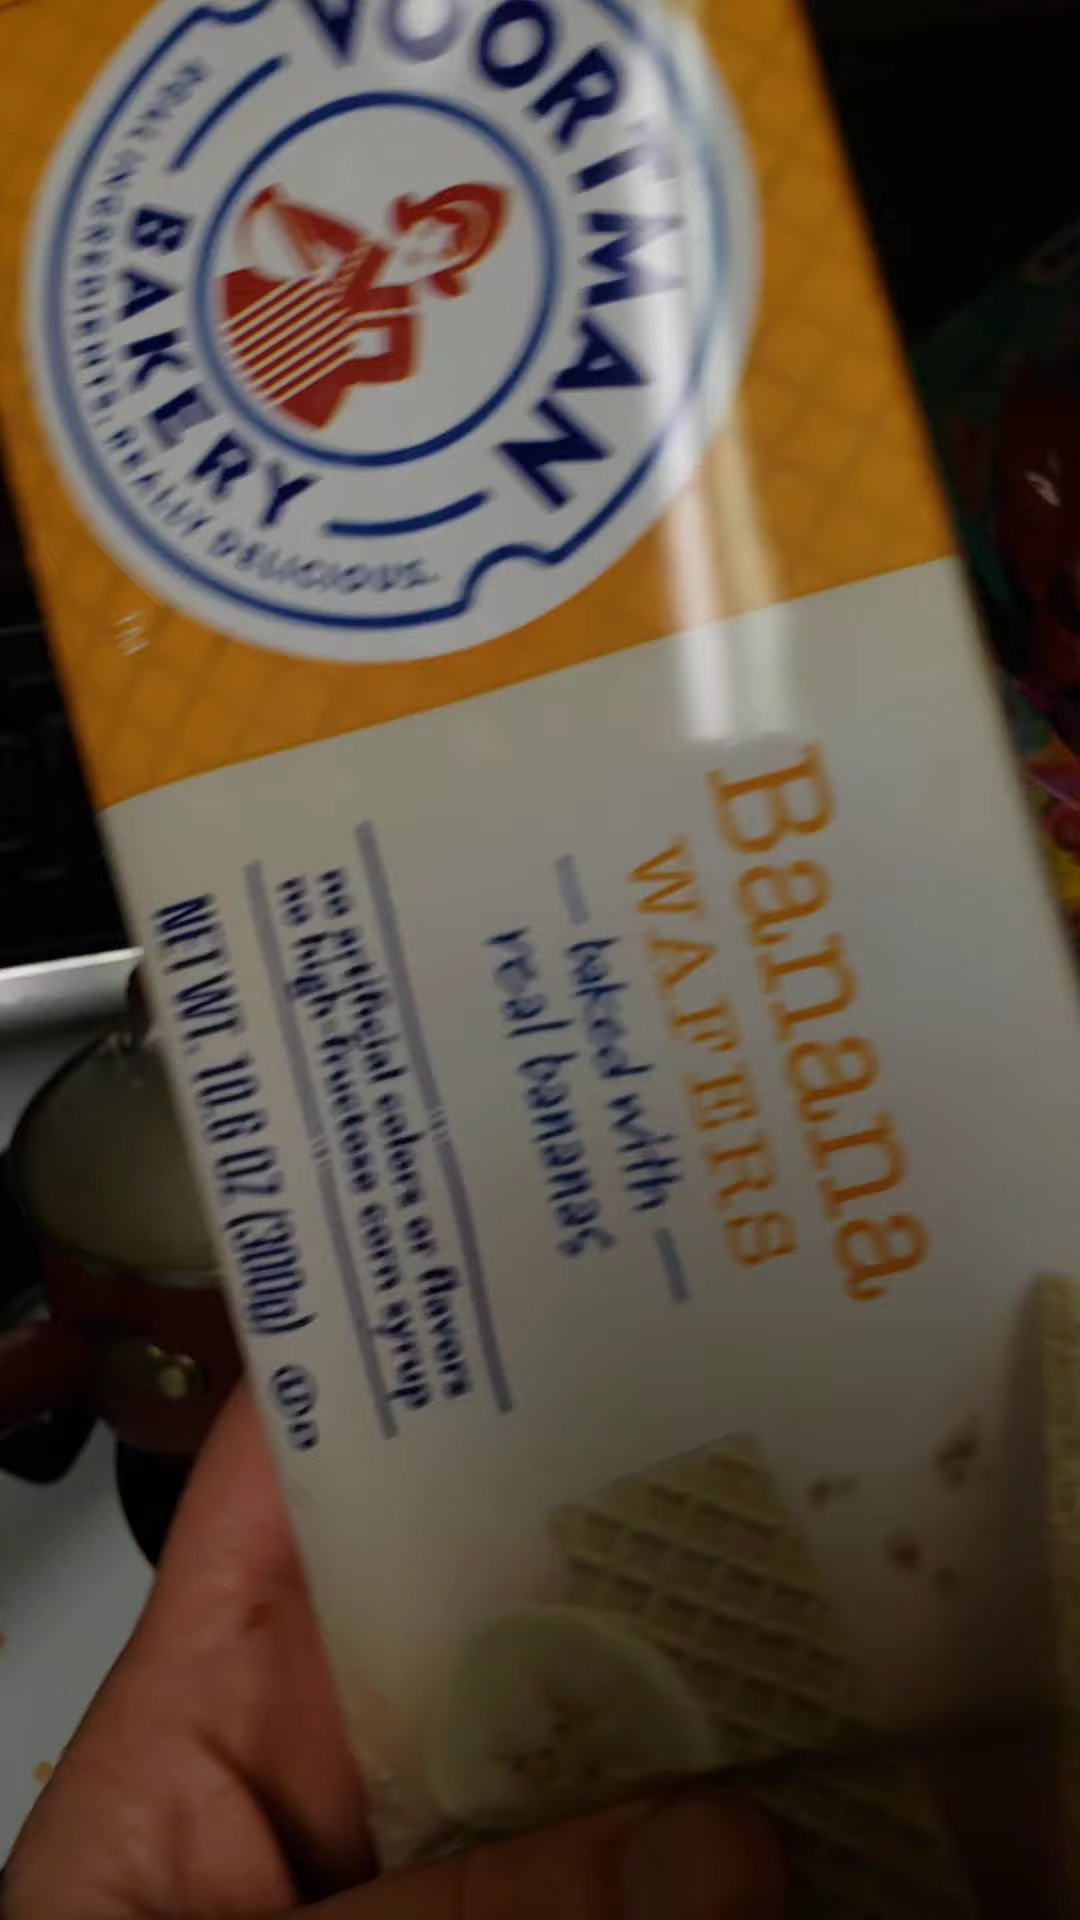 VOORTMAN
BAKERY
REAL INGREDIENTS, REALLY DELICIOUS.
TM
Banana
WAFERS
— baked with —
real bananas
no artificial colors or flavors
no high-fructose corn syrup
NET WT. 10.6 OZ (300g) Ⓤ D